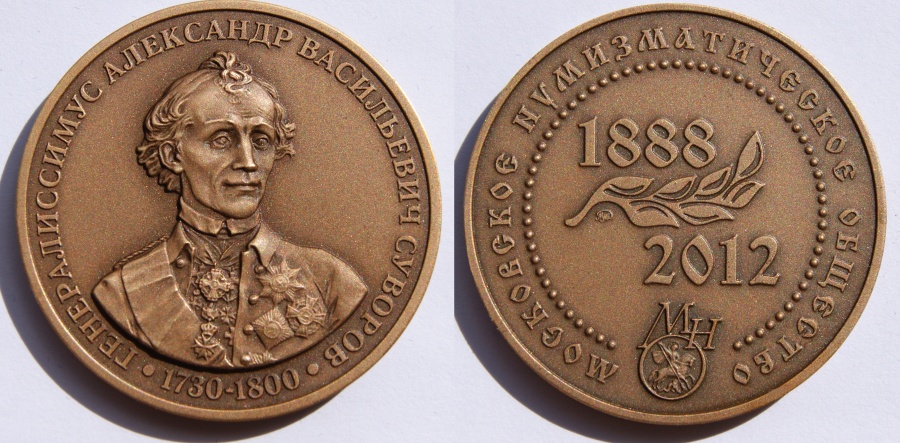 ГЕНЕРАЛИССИМУС АЛЕКСАНДР ВАСИЛЬЕВИЧ СУВОРОВ
• 1730-1800 •
МОСКОВСКОЕ НУМИЗМАТИЧЕСКОЕ ОБЩЕСТВО
1888
2012
МН